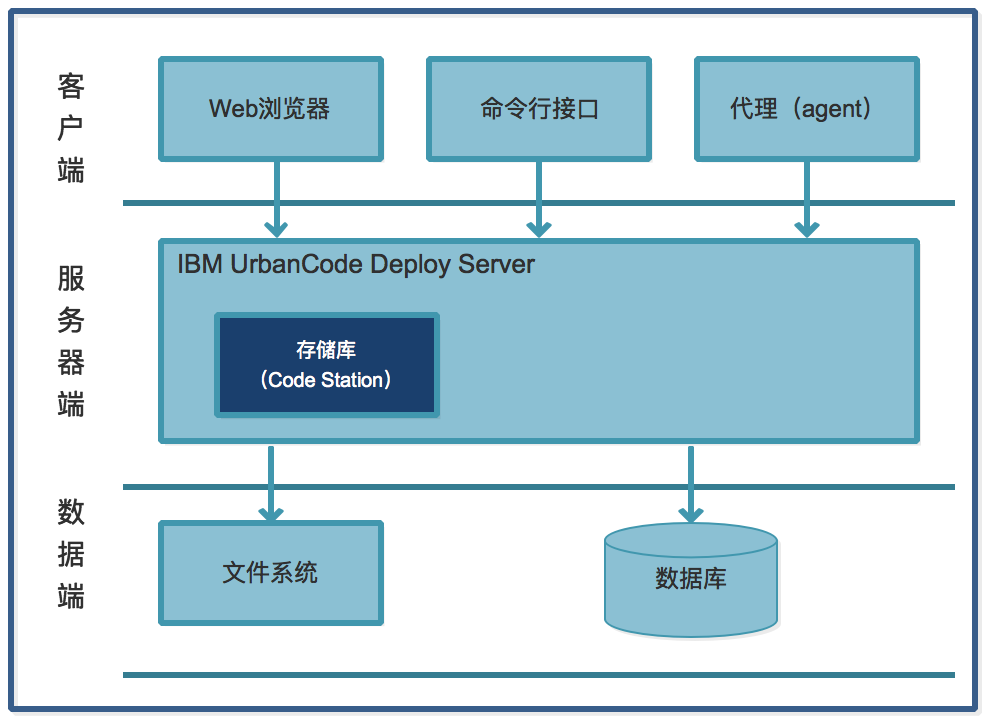 客户端
Web浏览器
命令行接口
代理（agent）
服务器端
IBM UrbanCode Deploy Server
存储库
（Code Station）
数据端
文件系统
数据库